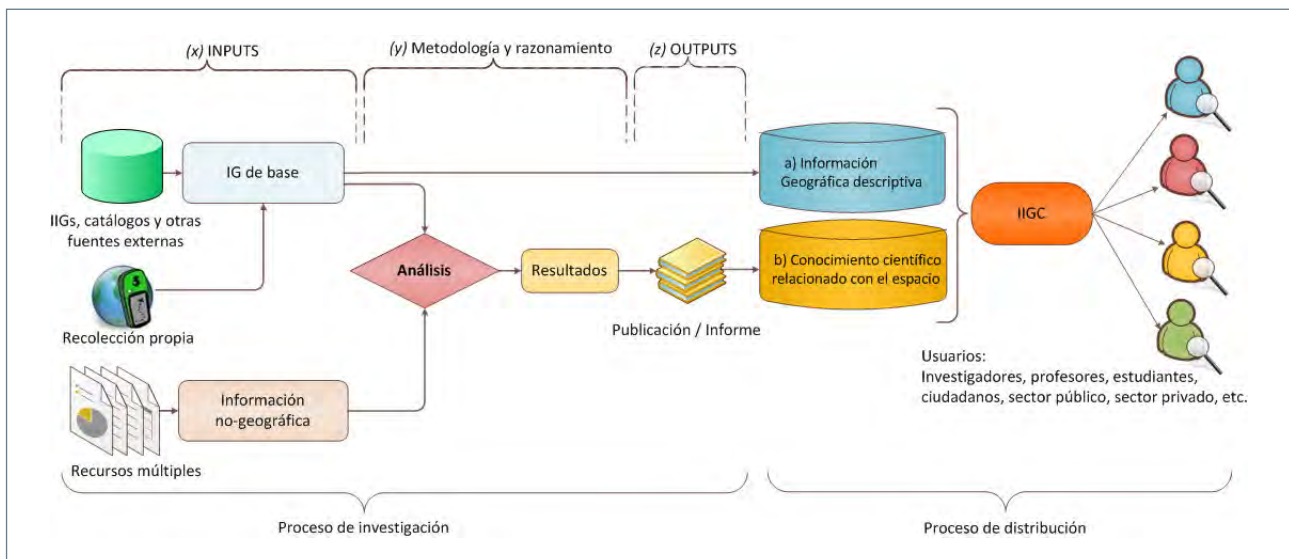 (x) INPUTS
(y) Metodología y razonamiento
(z) OUTPUTS
IG de base
IIGs, catálogos y otras
fuentes externas
Recolección propia
Recursos múltiples
Información
no-geográfica
Análisis
Resultados
Publicación / Informe
a) Información
Geográfica descriptiva
b) Conocimiento científico
relacionado con el espacio
IIGC
Usuarios:
Investigadores, profesores, estudiantes,
ciudadanos, sector público, sector privado, etc.
Proceso de investigación
Proceso de distribución